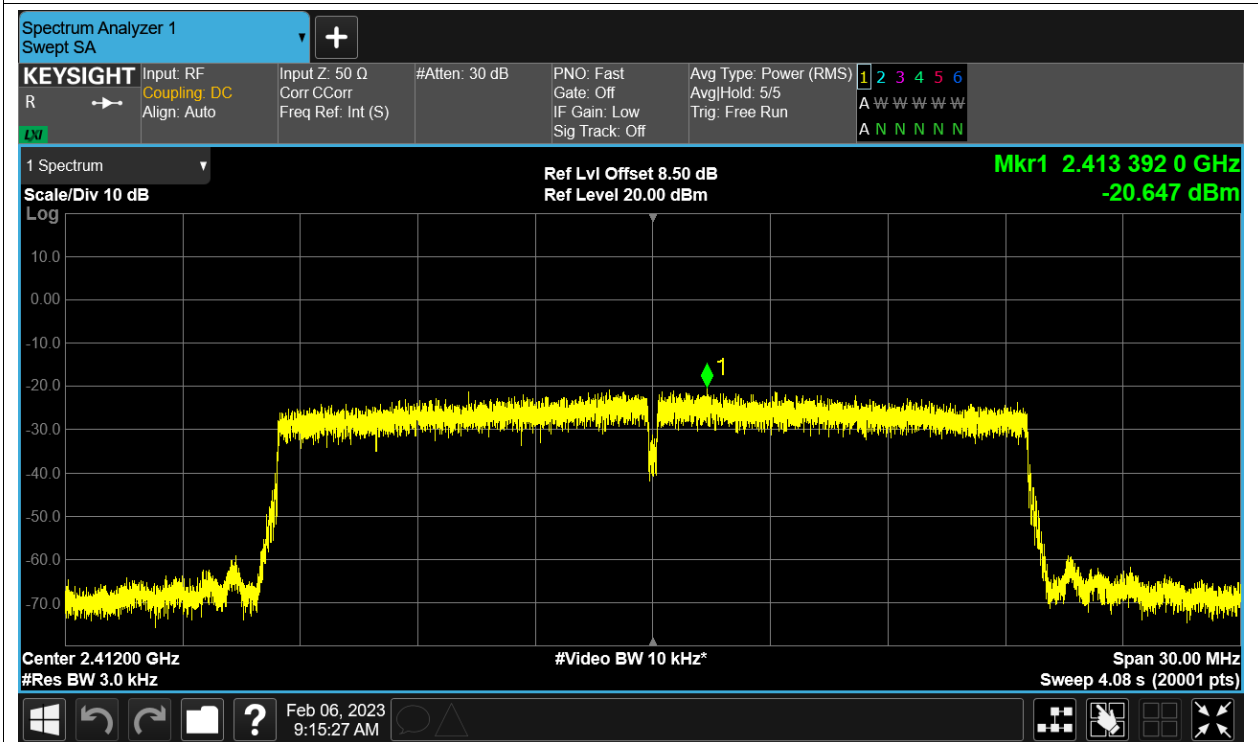 Spectrum Analyzer 1
Swept SA
+
KEYSIGHT
R
LXI
Input: RF
Coupling: DC
Align: Auto
Input Z: 50 Ω
Corr CCorr
Freq Ref: Int (S)
#Atten: 30 dB
PNO: Fast
Gate: Off
IF Gain: Low
Sig Track: Off
Avg Type: Power (RMS)
Avg|Hold: 5/5
Trig: Free Run
1 2 3 4 5 6
A W W W W W
A N N N N N
1 Spectrum
Scale/Div 10 dB
Log
Ref Lvl Offset 8.50 dB
Ref Level 20.00 dBm
Mkr1 2.413 392 0 GHz
-20.647 dBm
10.0
0.00
-10.0
-20.0
-30.0
-40.0
-50.0
-60.0
-70.0
1
Center 2.41200 GHz
#Res BW 3.0 kHz
#Video BW 10 kHz*
Span 30.00 MHz
Sweep 4.08 s (20001 pts)
?
Feb 06, 2023
9:15:27 AM